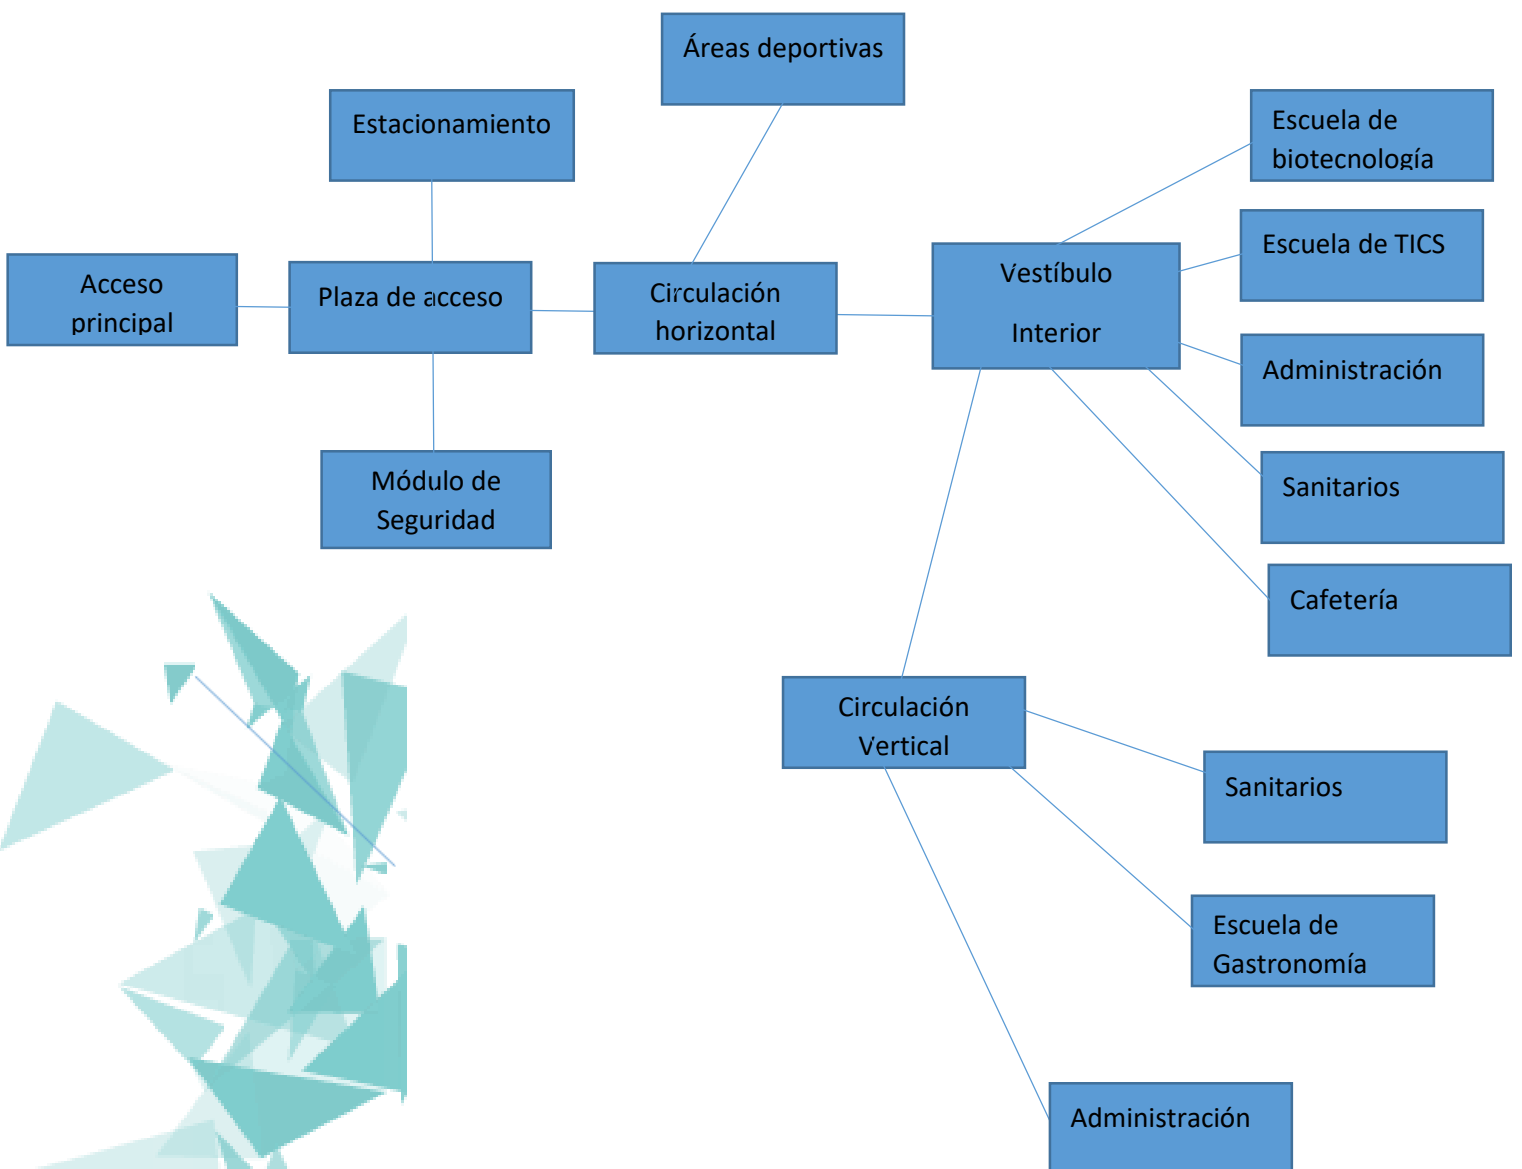 Áreas deportivas
Estacionamiento
Escuela de
biotecnología
Escuela de TICS
Acceso
principal
Plaza de acceso
Circulación
horizontal
Vestíbulo
Interior
Administración
Módulo de
Seguridad
Sanitarios
Cafetería
Circulación
Vertical
Sanitarios
Escuela de
Gastronomía
Administración